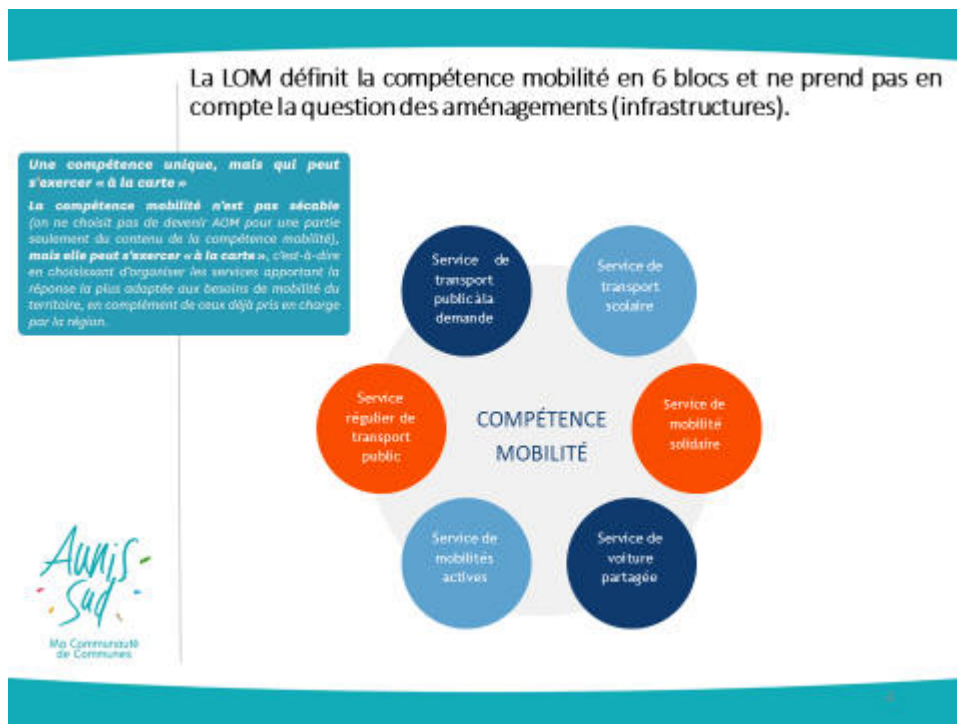 La LOM définit la compétence mobilité en 6 blocs et ne prend pas en
compte la question des aménagements (infrastructures).
Une compétence unique, mais qui peut
s'exercer « à la carte »
La compétence mobilité n'est pas sécable
(on ne choisit pas de devenir AOM pour une partie
seulement du contenu de la compétence mobilité),
mais elle peut s'exercer « à la carte », c'est-à-dire
en choisissant d'organiser les services apportant la
réponse la plus adaptée aux besoins de mobilité du
territoire, en complément de ceux déjà pris en charge
par la région.
Service de
transport
public à la
demande
Service de
transport
scolaire
Service
régulier de
transport
public
COMPÉTENCE
MOBILITÉ
Service de
mobilité
solidaire
Service de
mobilités
actives
Service de
voiture
partagée
Aunis
Sud
Ma Communauté
de Communes